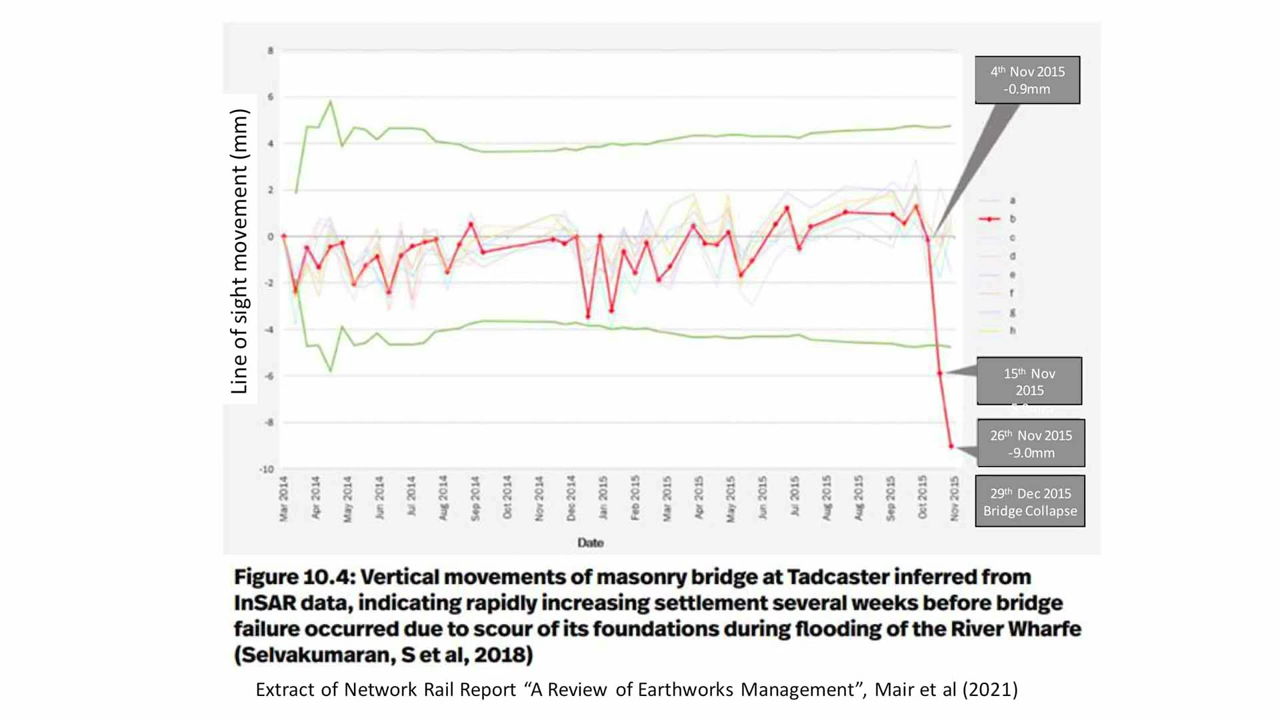 8
6
4
2
0
-2
-4
-6
-8
-10
Line of sight movement (mm)
Mar 2014
Apr 2014
May 2014
Jun 2014
Jul 2014
Aug 2014
Sep 2014
Oct 2014
Nov 2014
Dec 2014
Jan 2015
Feb 2015
Mar 2015
Apr 2015
May 2015
Jun 2015
Jul 2015
Aug 2015
Aug 2015
Sep 2015
Oct 2015
Nov 2015
Date
4th Nov 2015
-0.9mm
a
b
c
d
e
f
g
h
15th Nov
2015
26th Nov 2015
-9.0mm
29th Dec 2015
Bridge Collapse
Figure 10.4: Vertical movements of masonry bridge at Tadcaster inferred from
InSAR data, indicating rapidly increasing settlement several weeks before bridge
failure occurred due to scour of its foundations during flooding of the River Wharfe
(Selvakumaran, S et al, 2018)
Extract of Network Rail Report “A Review of Earthworks Management”, Mair et al (2021)